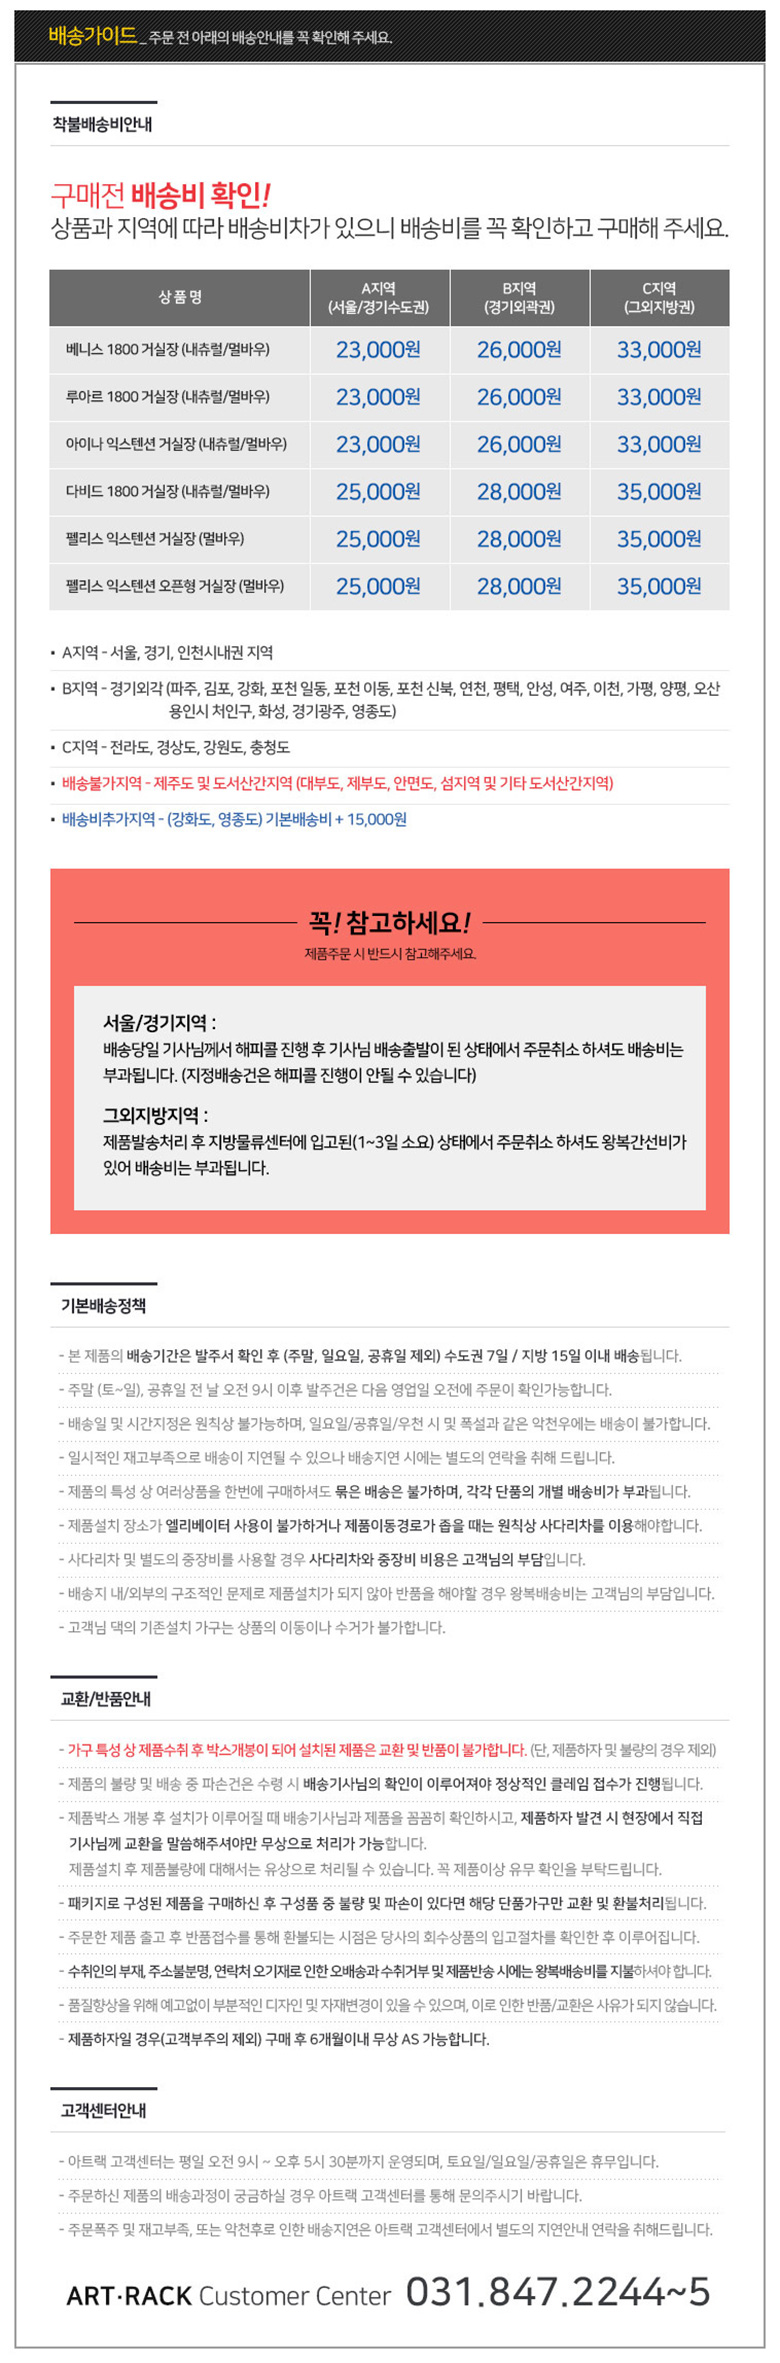 배송가이드_주문 전 아래의 배송안내를 꼭 확인해 주세요.
착불배송비안내
구매전 배송비 확인!
상품과 지역에 따라 배송비차가 있으니 배송비를 꼭 확인하고 구매해 주세요.
상 품 명 A지역 B지역 C지역
(서울/경기수도권) (경기외곽권) (그외지방권)
베니스 1800 거실장 (내츄럴/멀바우) 23,000원 26,000원 33,000원
루아르 1800 거실장 (내츄럴/멀바우) 23,000원 26,000원 33,000원
아이나 익스텐션 거실장 (내츄럴/멀바우) 23,000원 26,000원 33,000원
다비드 1800 거실장 (내츄럴/멀바우) 25,000원 28,000원 35,000원
펠리스 익스텐션 거실장 (멀바우) 25,000원 28,000원 35,000원
펠리스 익스텐션 오픈형 거실장 (멀바우) 25,000원 28,000원 35,000원
▪ A지역 - 서울, 경기, 인천시내권 지역
▪ B지역 - 경기외각 (파주, 김포, 강화, 포천 일동, 포천 이동, 포천 신북, 연천, 평택, 안성, 여주, 이천, 가평, 양평, 오산
용인시 처인구, 화성, 경기광주, 영종도)
▪ C지역 - 전라도, 경상도, 강원도, 충청도
▪ 배송불가지역 - 제주도 및 도서산간지역 (대부도, 제부도, 안면도, 섬지역 및 기타 도서산간지역)
▪ 배송비추가지역 - (강화도, 영종도) 기본배송비 + 15,000원
꼭! 참고하세요!
제품주문 시 반드시 참고해주세요.
서울/경기지역 :
배송당일 기사님께서 해피콜 진행 후 기사님 배송출발이 된 상태에서 주문취소 하셔도 배송비는
부과됩니다. (지정배송건은 해피콜 진행이 안될 수 있습니다)
그외지방지역 :
제품발송처리 후 지방물류센터에 입고된(1~3일 소요) 상태에서 주문취소 하셔도 왕복간선비가
있어 배송비는 부과됩니다.
기본배송정책
- 본 제품의 배송기간은 발주서 확인 후 (주말, 일요일, 공휴일 제외) 수도권 7일 / 지방 15일 이내 배송됩니다.
- 주말 (토~일), 공휴일 전 날 오전 9시 이후 발주건은 다음 영업일 오전에 주문이 확인가능합니다.
- 배송일 및 시간지정은 원칙상 불가능하며, 일요일/공휴일/우천 시 및 폭설과 같은 악천우에는 배송이 불가합니다.
- 일시적인 재고부족으로 배송이 지연될 수 있으나 배송지연 시에는 별도의 연락을 취해 드립니다.
- 제품의 특성 상 여러상품을 한번에 구매하셔도 묶은 배송은 불가하며, 각각 단품의 개별 배송비가 부과됩니다.
- 제품설치 장소가 엘리베이터 사용이 불가하거나 제품이동경로가 좁을 때는 원칙상 사다리차를 이용해야합니다.
- 사다리차 및 별도의 중장비를 사용할 경우 사다리차와 중장비 비용은 고객님의 부담입니다.
- 배송지 내/외부의 구조적인 문제로 제품설치가 되지 않아 반품을 해야할 경우 왕복배송비는 고객님의 부담입니다.
- 고객님 댁의 기존설치 가구는 상품의 이동이나 수거가 불가합니다.
교환/반품안내
- 가구 특성 상 제품수취 후 박스개봉이 되어 설치된 제품은 교환 및 반품이 불가합니다. (단, 제품하자 및 불량의 경우 제외)
- 제품의 불량 및 배송 중 파손건은 수령 시 배송기사님의 확인이 이루어져야 정상적인 클레임 접수가 진행됩니다.
- 제품박스 개봉 후 설치가 이루어질 때 배송기사님과 제품을 꼼꼼히 확인하시고, 제품하자 발견 시 현장에서 직접
기사님께 교환을 말씀해주셔야만 무상으로 처리가 가능합니다.
제품설치 후 제품불량에 대해서는 유상으로 처리될 수 있습니다. 꼭 제품이상 유무 확인을 부탁드립니다.
- 패키지로 구성된 제품을 구매하신 후 구성품 중 불량 및 파손이 있다면 해당 단품가구만 교환 및 환불처리됩니다.
- 주문한 제품 출고 후 반품접수를 통해 환불되는 시점은 당사의 회수상품의 입고절차를 확인한 후 이루어집니다.
- 수취인의 부재, 주소불분명, 연락처 오기재로 인한 오배송과 수취거부 및 제품반송 시에는 왕복배송비를 지불하셔야 합니다.
- 품질향상을 위해 예고없이 부분적인 디자인 및 자재변경이 있을 수 있으며, 이로 인한 반품/교환은 사유가 되지 않습니다.
- 제품하자일 경우(고객부주의 제외) 구매 후 6개월이내 무상 AS 가능합니다.
고객센터안내
- 아트랙 고객센터는 평일 오전 9시 ~ 오후 5시 30분까지 운영되며, 토요일/일요일/공휴일은 휴무입니다.
- 주문하신 제품의 배송과정이 궁금하실 경우 아트랙 고객센터를 통해 문의주시기 바랍니다.
- 주문폭주 및 재고부족, 또는 악천후로 인한 배송지연은 아트랙 고객센터에서 별도의 지연안내 연락을 취해드립니다.
ART·RACK Customer Center 031.847.2244~5